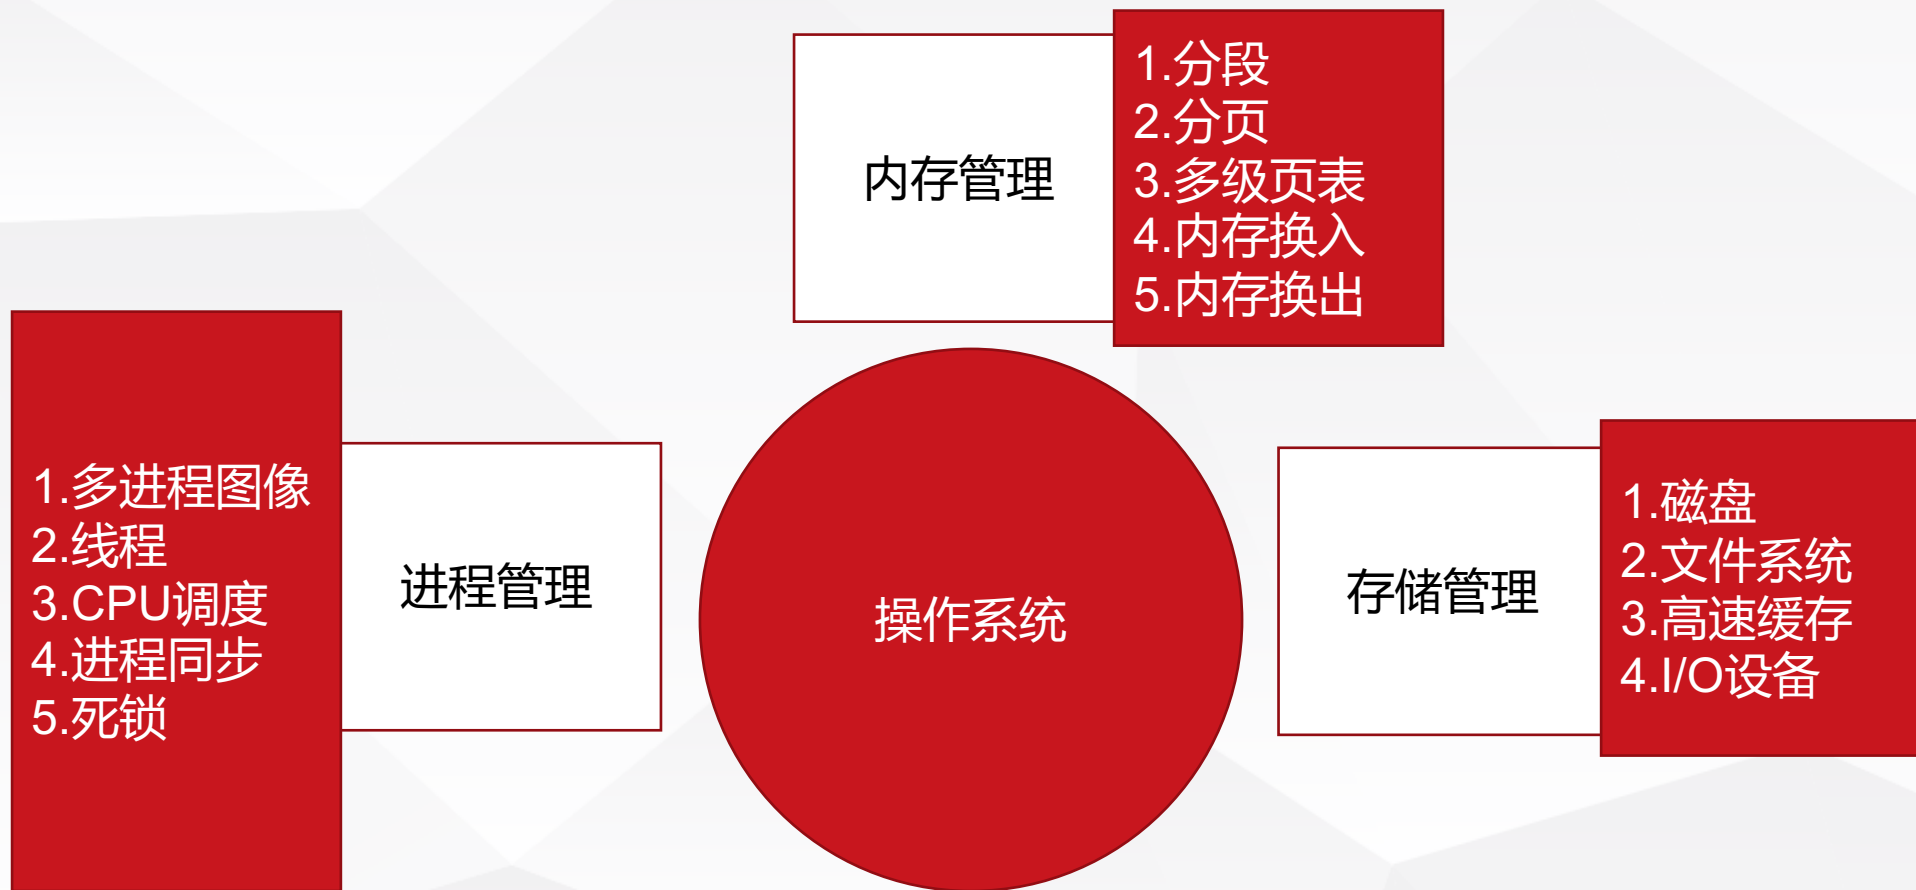 内存管理
1.分段
2.分页
3.多级页表
4.内存换入
5.内存换出
1.多进程图像
2.线程
3.CPU调度
4.进程同步
5.死锁
进程管理
操作系统
存储管理
1.磁盘
2.文件系统
3.高速缓存
4.I/O设备